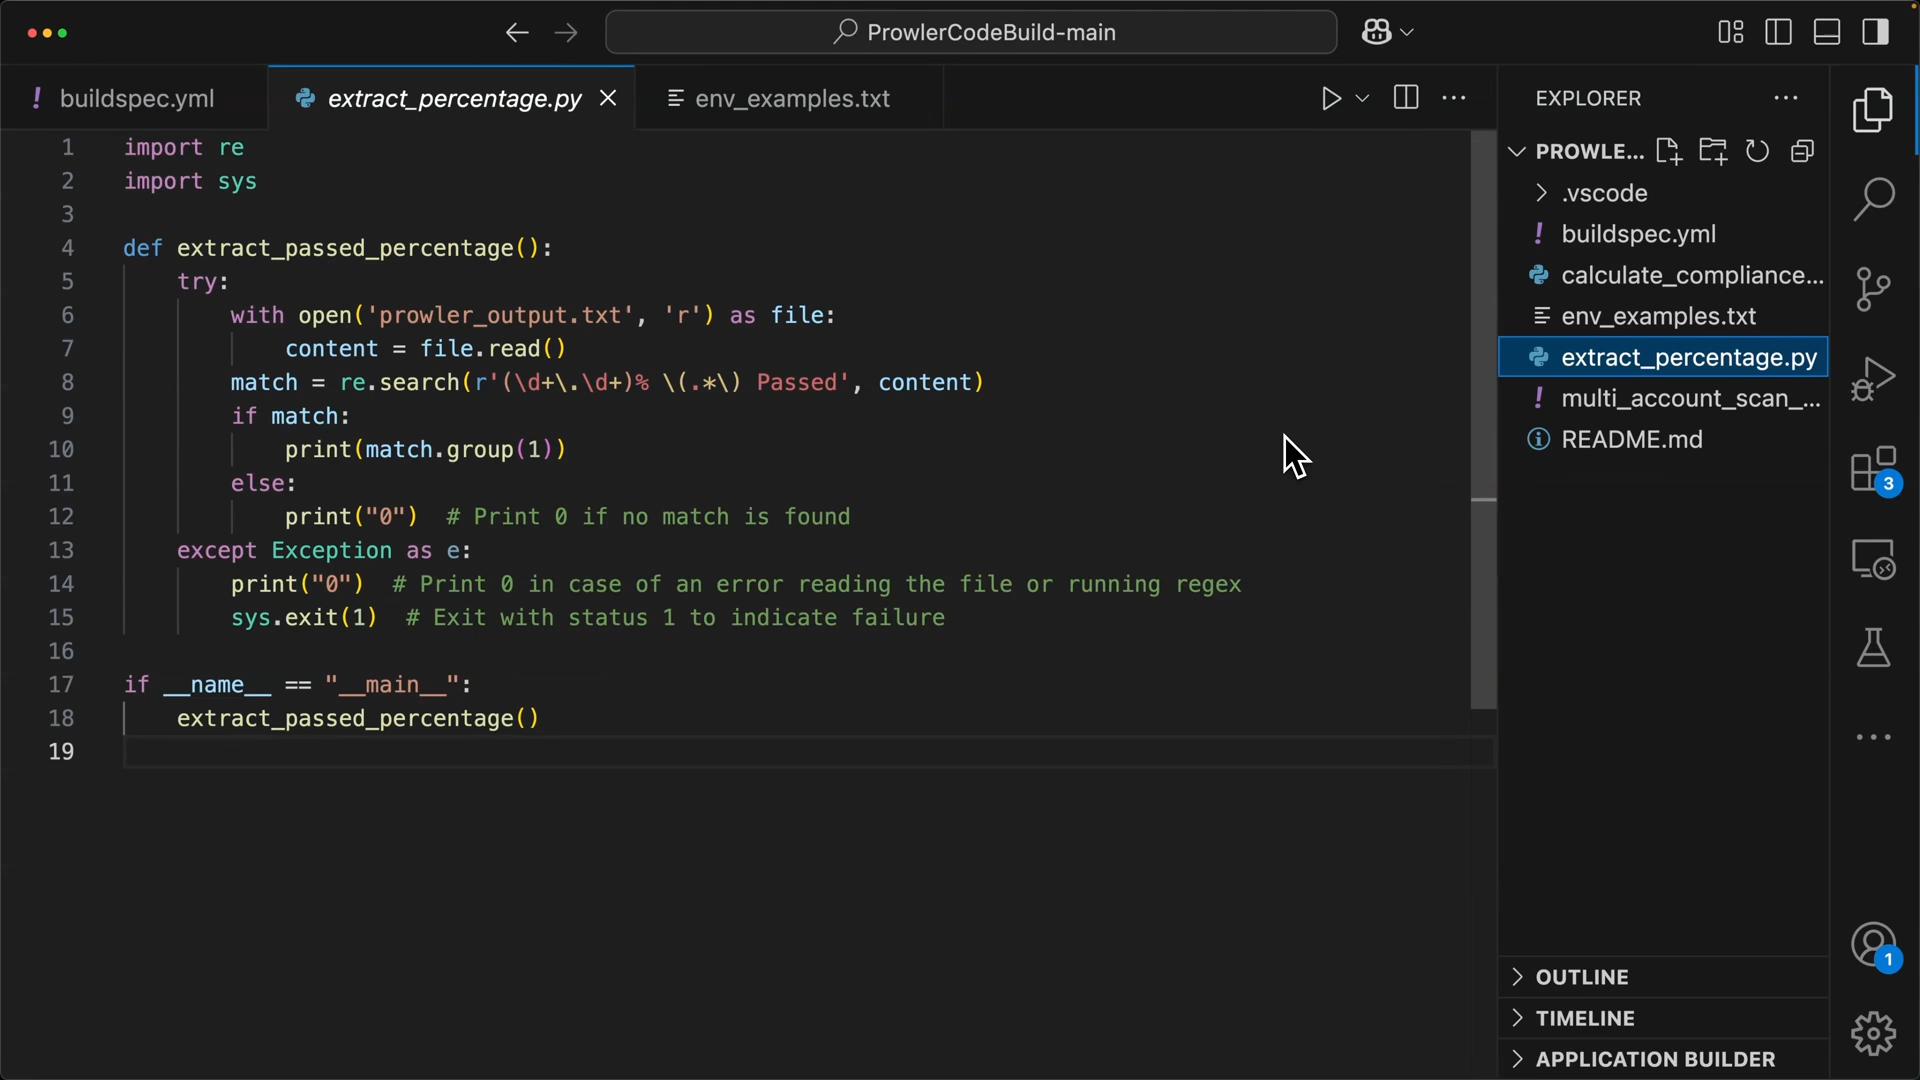 ProwlerCodeBuild-main
! buildspec.yml
extract_percentage.py
env_examples.txt
1 import re
2 import sys
3
4 def extract_passed_percentage():
5     try:
6         with open('prowler_output.txt', 'r') as file:
7             content = file.read()
8         match = re.search(r'(\d+\.\d+)% \(.*\) Passed', content)
9         if match:
10             print(match.group(1))
11         else:
12             print("0")  # Print 0 if no match is found
13     except Exception as e:
14         print("0")  # Print 0 in case of an error reading the file or running regex
15         sys.exit(1)  # Exit with status 1 to indicate failure
16
17 if __name__ == "__main__":
18     extract_passed_percentage()
19
EXPLORER
PROWLE...
.vscode
! buildspec.yml
calculate_compliance...
env_examples.txt
extract_percentage.py
! multi_account_scan_...
README.md
OUTLINE
TIMELINE
APPLICATION BUILDER
3
1